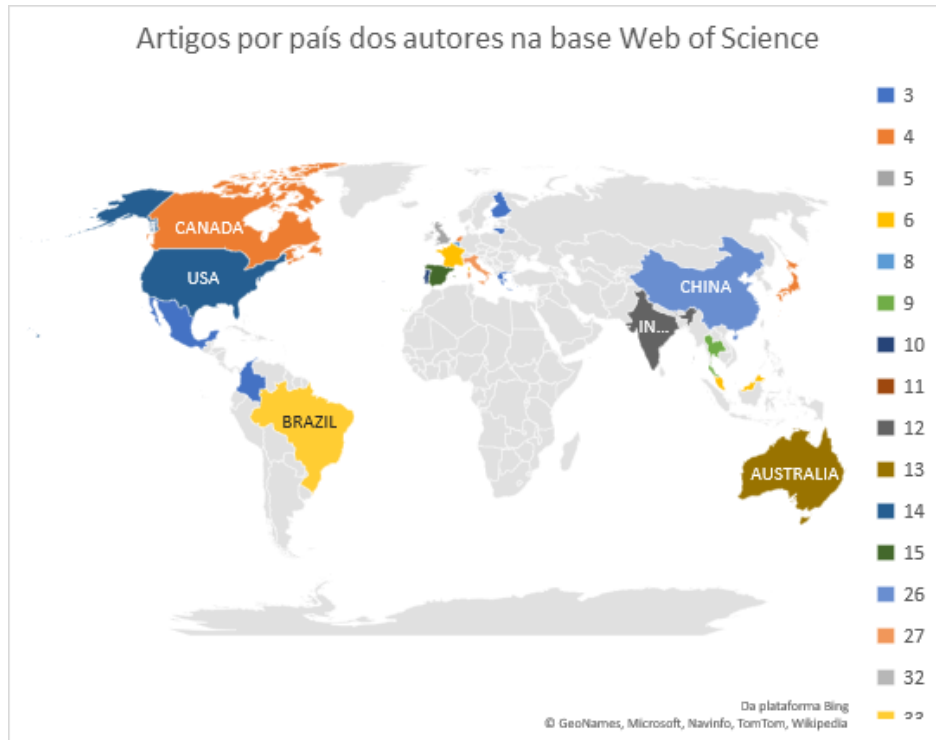 Artigos por país dos autores na base Web of Science
3
4
5
6
8
9
10
11
12
13
14
15
26
27
32
33
CANADA
USA
CHINA
IN...
BRAZIL
AUSTRALIA
Da plataforma Bing
© GeoNames, Microsoft, Navinfo, TomTom, Wikipedia